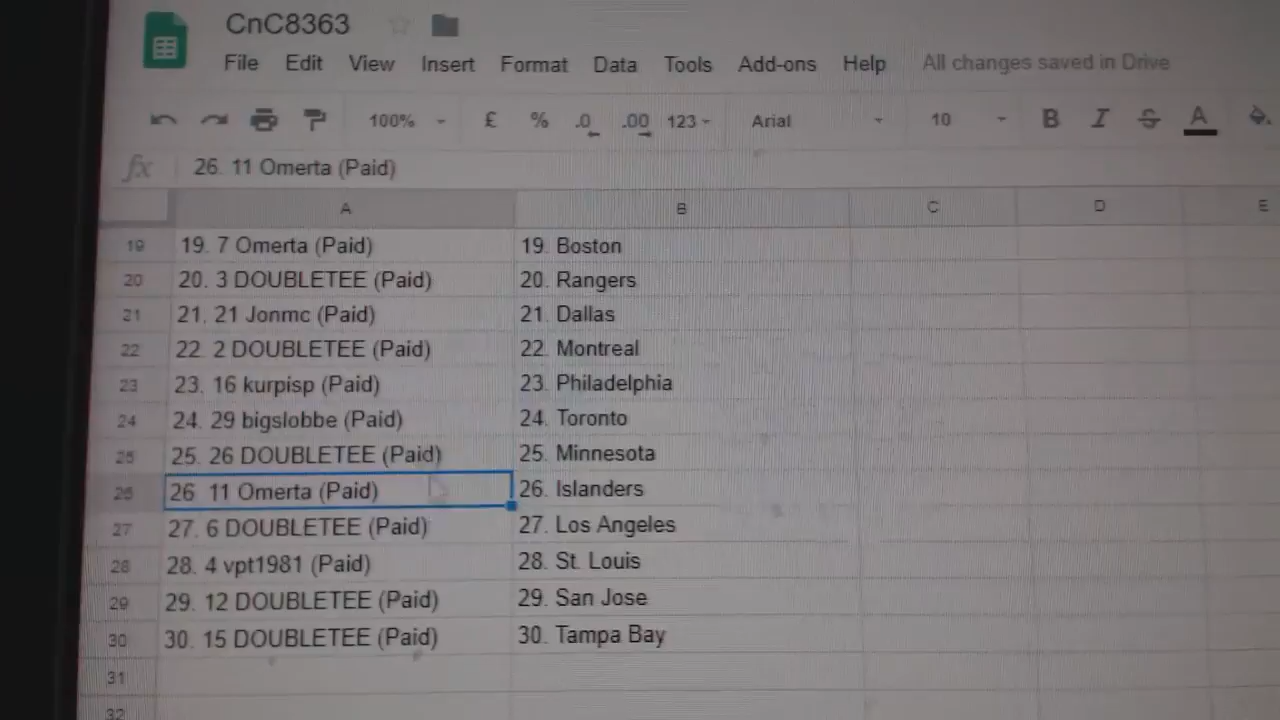 CnC8363
File Edit View Insert Format Data Tools Add-ons Help All changes saved in Drive
100% £ % .0 .00 123 Arial 10 B I S A
fx 26. 11 Omerta (Paid)
A B C D E
19 19. 7 Omerta (Paid) 19. Boston
20 20. 3 DOUBLETEE (Paid) 20. Rangers
21 21. 21 Jonmc (Paid) 21. Dallas
22 22. 2 DOUBLETEE (Paid) 22. Montreal
23 23. 16 kurpisp (Paid) 23. Philadelphia
24 24. 29 bigslobbe (Paid) 24. Toronto
25 25. 26 DOUBLETEE (Paid) 25. Minnesota
26 26. 11 Omerta (Paid) 26. Islanders
27 27. 6 DOUBLETEE (Paid) 27. Los Angeles
28 28. 4 vpt1981 (Paid) 28. St. Louis
29 29. 12 DOUBLETEE (Paid) 29. San Jose
30 30. 15 DOUBLETEE (Paid) 30. Tampa Bay
31
32